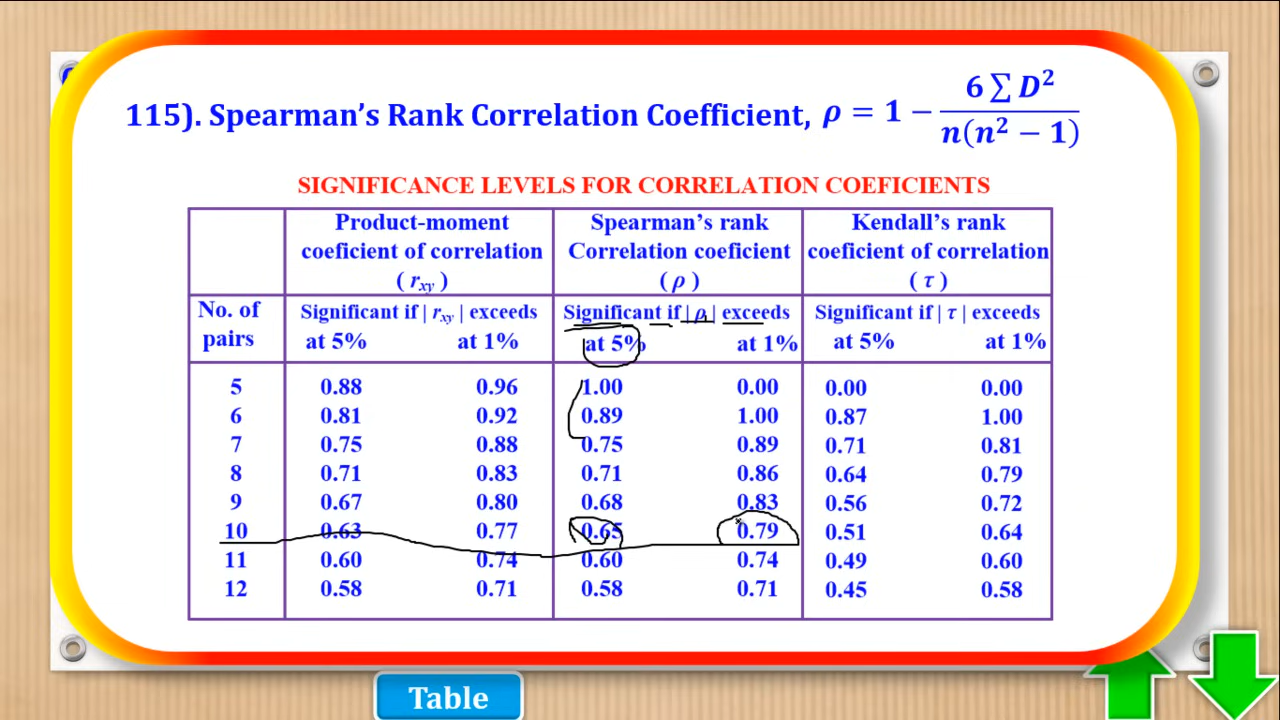 115). Spearman's Rank Correlation Coefficient, ρ = 1 − 6 ∑ D² / n(n² − 1)
SIGNIFICANCE LEVELS FOR CORRELATION COEFICIENTS
Product-moment coeficient of correlation ( rxy )
Spearman's rank Correlation coeficient ( ρ )
Kendall's rank coeficient of correlation ( τ )
No. of pairs
Significant if | rxy | exceeds
Significant if | ρ | exceeds
Significant if | τ | exceeds
at 5% at 1% at 5% at 1% at 5% at 1%
5 0.88 0.96 1.00 0.00 0.00 0.00
6 0.81 0.92 0.89 1.00 0.87 1.00
7 0.75 0.88 0.75 0.89 0.71 0.81
8 0.71 0.83 0.71 0.86 0.64 0.79
9 0.67 0.80 0.68 0.83 0.56 0.72
10 0.63 0.77 0.65 0.79 0.51 0.64
11 0.60 0.74 0.60 0.74 0.49 0.60
12 0.58 0.71 0.58 0.71 0.45 0.58
Table